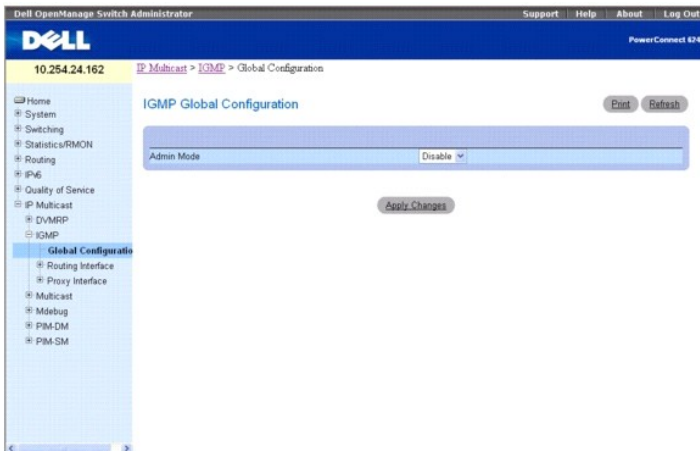 Dell OpenManage Switch Administrator
Support Help About Log Out
DELL
PowerConnect 624
10.254.24.162
IP Multicast > IGMP > Global Configuration
Home
System
Switching
Statistics/RMON
Routing
IPv6
Quality of Service
IP Multicast
DVMRP
IGMP
Global Configuratio
Routing Interface
Proxy Interface
Multicast
Mdebug
PIM-DM
PIM-SM
IGMP Global Configuration
Print Refresh
Admin Mode Disable
Apply Changes